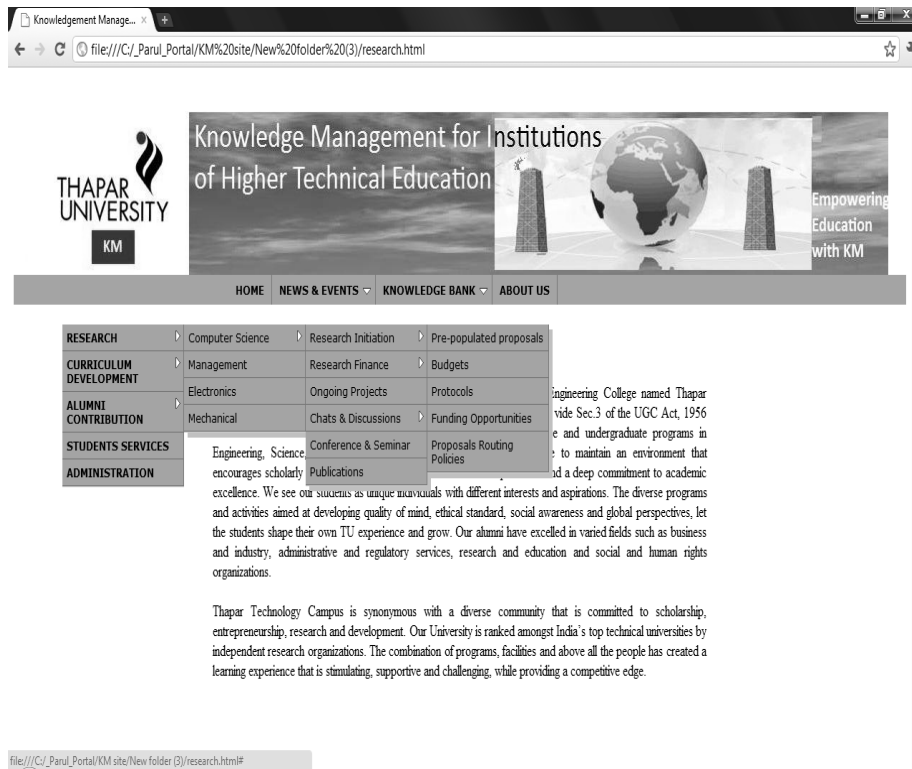 Knowledgement Manage...
file:///C:/_Parul_Portal/KM%20site/New%20folder%20(3)/research.html
THAPAR
UNIVERSITY
KM
Knowledge Management for Institutions
of Higher Technical Education
Empowering
Education
with KM
HOME NEWS & EVENTS KNOWLEDGE BANK ABOUT US
RESEARCH
CURRICULUM
DEVELOPMENT
ALUMNI
CONTRIBUTION
STUDENTS SERVICES
ADMINISTRATION
Computer Science
Management
Electronics
Mechanical
Research Initiation
Research Finance
Ongoing Projects
Chats & Discussions
Conference & Seminar
Publications
Pre-populated proposals
Budgets
Protocols
Funding Opportunities
Proposals Routing
Policies
Engineering College named Thapar
vide Sec.3 of the UGC Act, 1956
and undergraduate programs in
Engineering, Science, to maintain an environment that
encourages scholarly and a deep commitment to academic
excellence. We see our students as unique individuals with different interests and aspirations. The diverse programs
and activities aimed at developing quality of mind, ethical standard, social awareness and global perspectives, let
the students shape their own TU experience and grow. Our alumni have excelled in varied fields such as business
and industry, administrative and regulatory services, research and education and social and human rights
organizations.
Thapar Technology Campus is synonymous with a diverse community that is committed to scholarship,
entrepreneurship, research and development. Our University is ranked amongst India's top technical universities by
independent research organizations. The combination of programs, facilities and above all the people has created a
learning experience that is stimulating, supportive and challenging, while providing a competitive edge.
file:///C:/_Parul_Portal/KM site/New folder (3)/research.html#